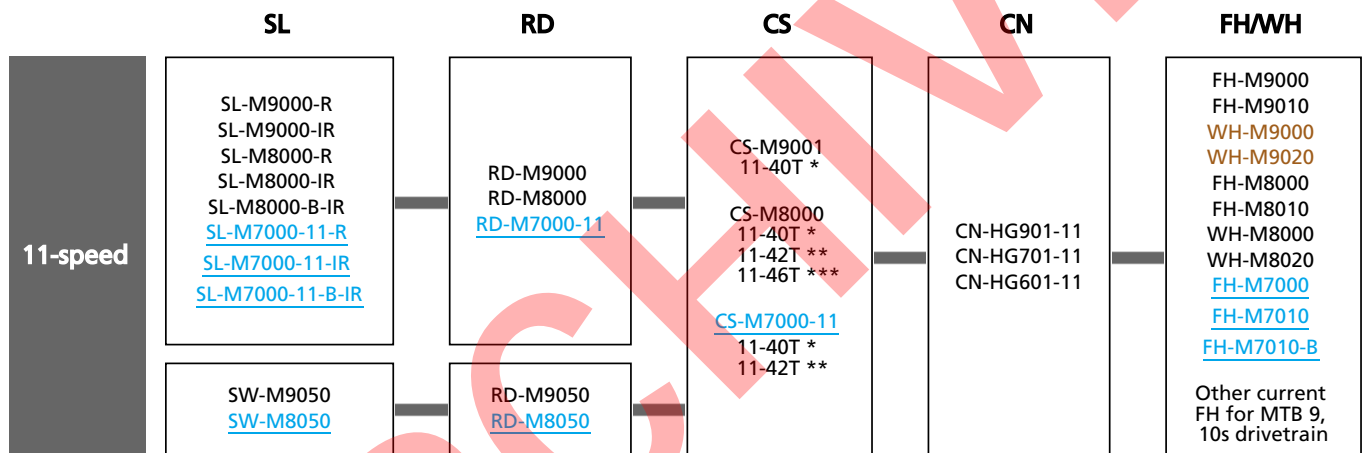 SL
RD
CS
CN
FH/WH
11-speed
SL-M9000-R
SL-M9000-IR
SL-M8000-R
SL-M8000-IR
SL-M8000-B-IR
SL-M7000-11-R
SL-M7000-11-IR
SL-M7000-11-B-IR
SW-M9050
SW-M8050
RD-M9000
RD-M8000
RD-M7000-11
RD-M9050
RD-M8050
CS-M9001
11-40T *
CS-M8000
11-40T *
11-42T **
11-46T ***
CS-M7000-11
11-40T *
11-42T **
CN-HG901-11
CN-HG701-11
CN-HG601-11
FH-M9000
FH-M9010
WH-M9000
WH-M9020
FH-M8000
FH-M8010
WH-M8000
WH-M8020
FH-M7000
FH-M7010
FH-M7010-B
Other current
FH for MTB 9,
10s drivetrain